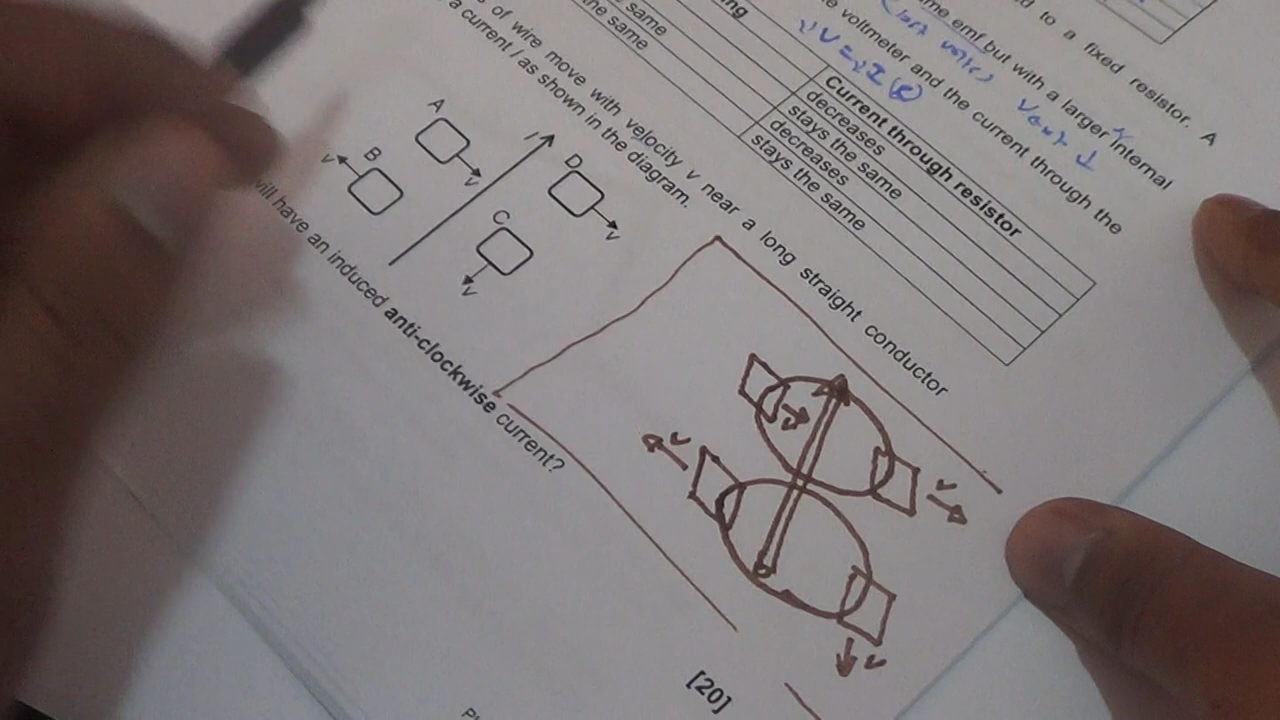 d to a fixed resistor. A
me emf but with a larger internal
e voltmeter and the current through the
ng
Current through resistor
same
decreases
the same
stays the same
decreases
stays the same
s of wire move with velocity v near a long straight conductor
a current I as shown in the diagram.
A
v
B
v
I
D
v
C
v
will have an induced anti-clockwise current?
v
v
v
v
[20]